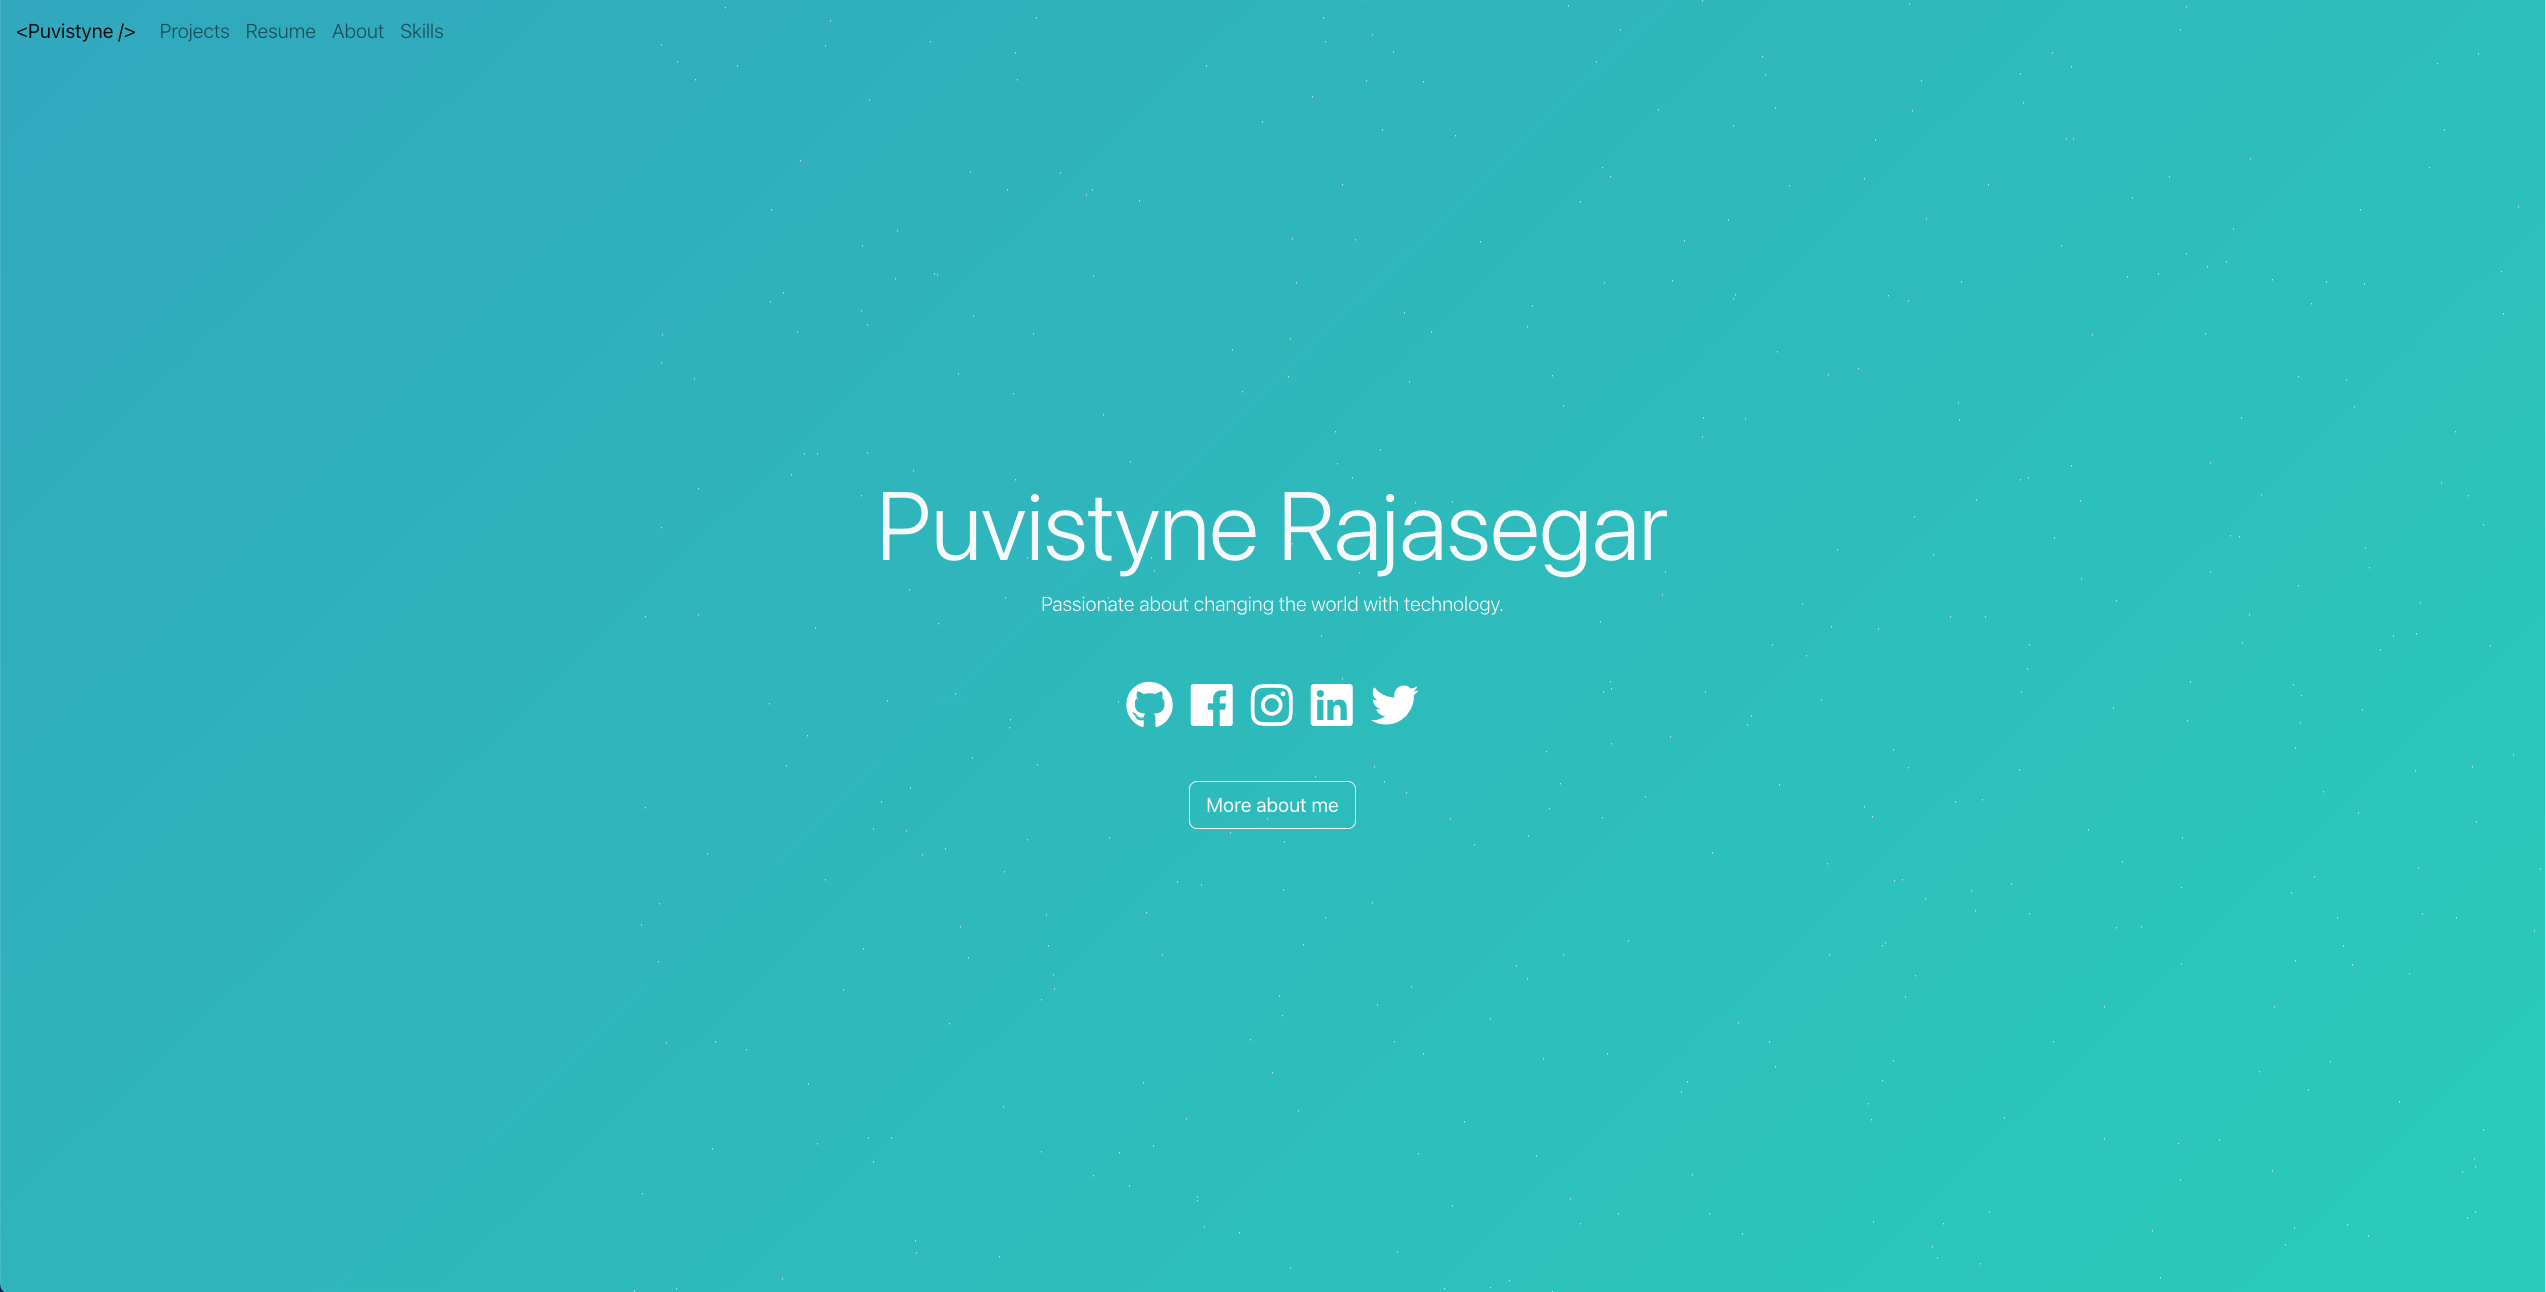 <Puvistyne /> Projects Resume About Skills
Puvistyne Rajasegar
Passionate about changing the world with technology.
More about me